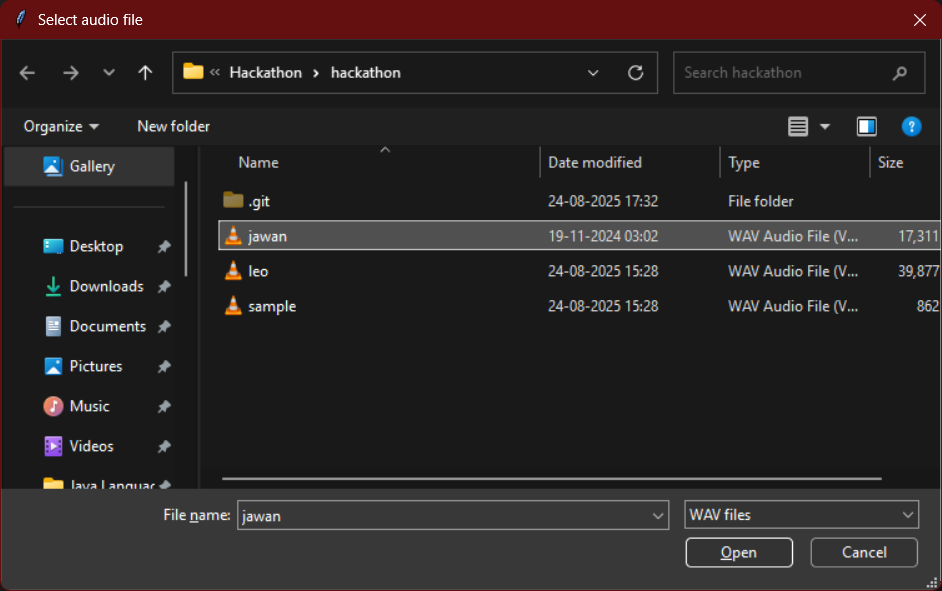 Select audio file
« Hackathon › hackathon
Search hackathon
Organize
New folder
?
Gallery
Desktop
Downloads
Documents
Pictures
Music
Videos
Name Date modified Type Size
.git 24-08-2025 17:32 File folder
jawan 19-11-2024 03:02 WAV Audio File (V... 17,311
leo 24-08-2025 15:28 WAV Audio File (V... 39,877
sample 24-08-2025 15:28 WAV Audio File (V... 862
File name: jawan
WAV files
Open
Cancel